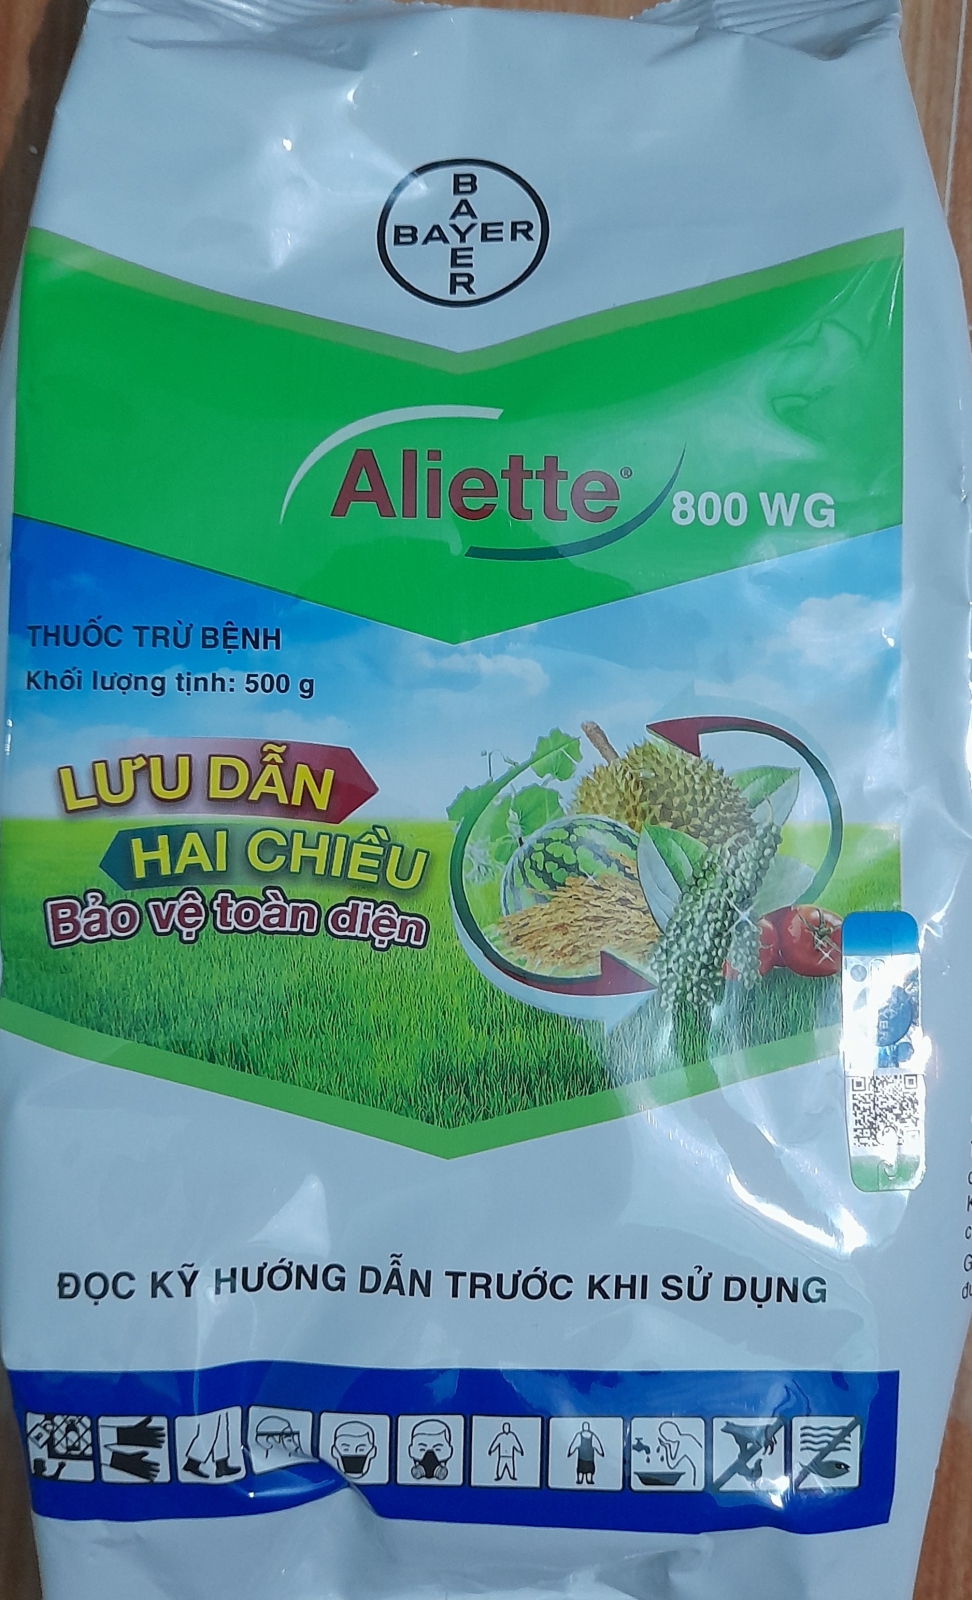 BAYER
BAYER
Aliette® 800 WG
THUỐC TRỪ BỆNH
Khối lượng tịnh: 500 g
LƯU DẪN
HAI CHIỀU
Bảo vệ toàn diện
ĐỌC KỸ HƯỚNG DẪN TRƯỚC KHI SỬ DỤNG